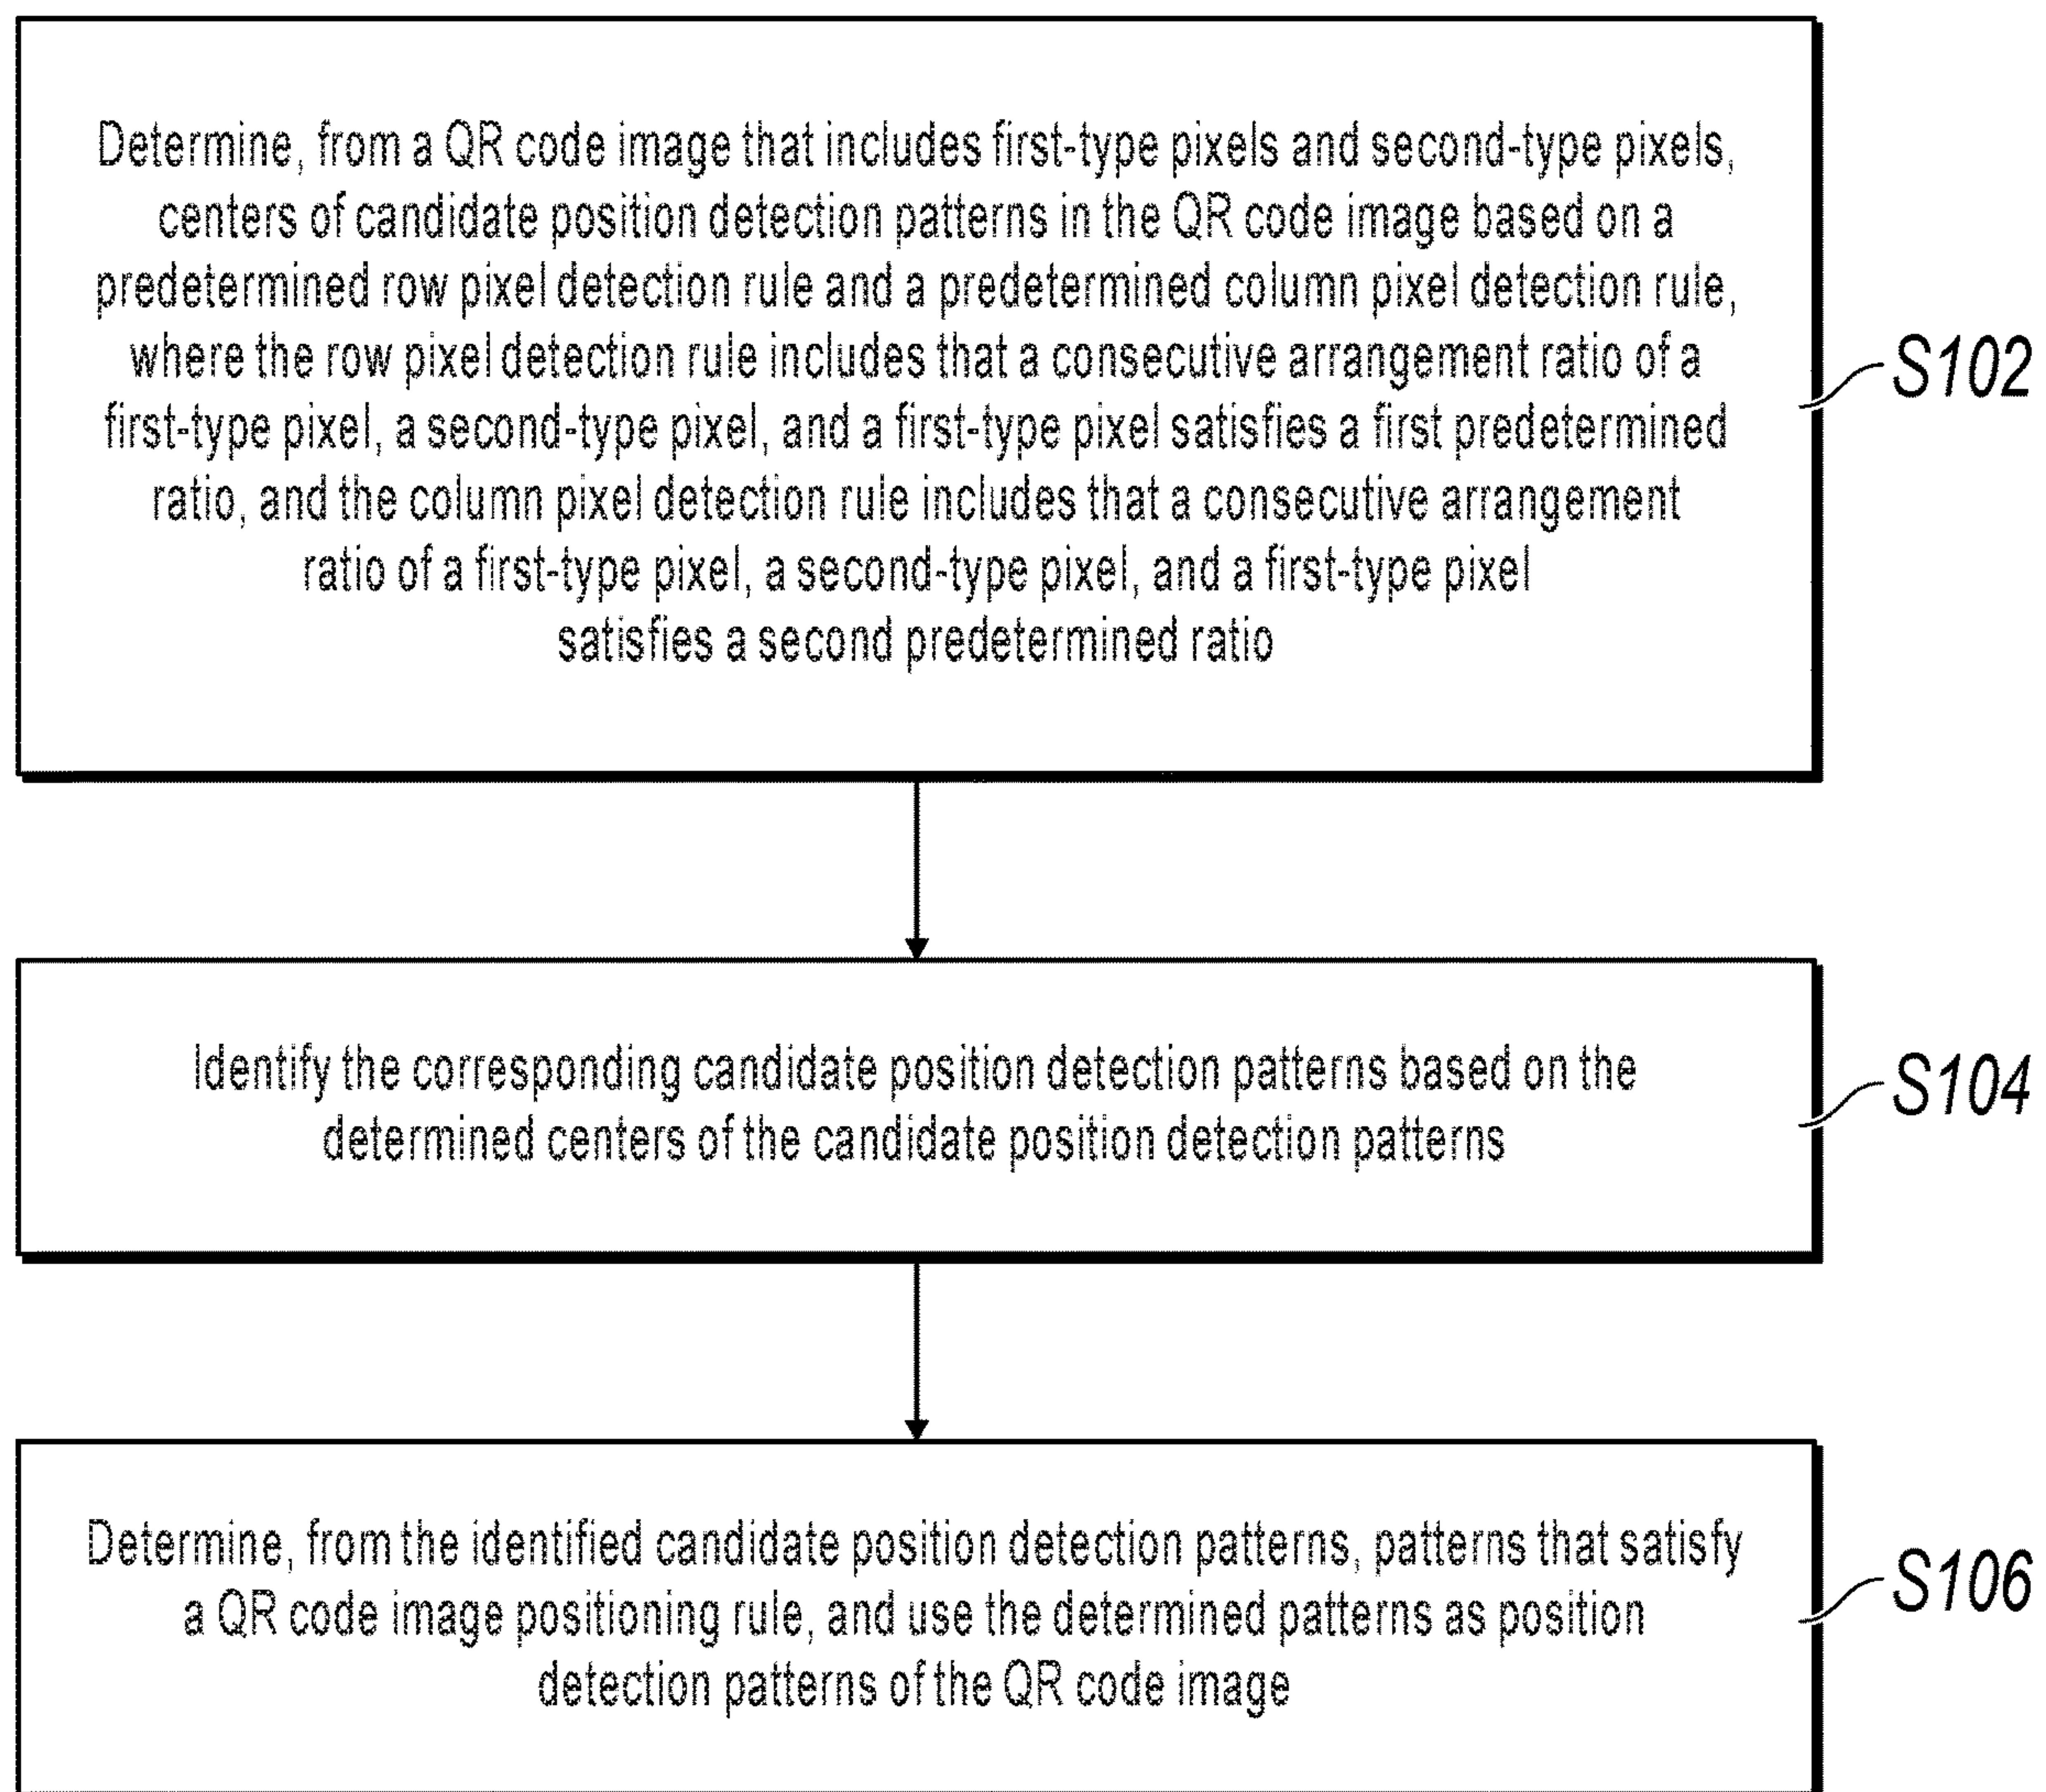 Determine, from a QR code image that includes first-type pixels and second-type pixels,
centers of candidate position detection patterns in the QR code image based on a
predetermined row pixel detection rule and a predetermined column pixel detection rule,
where the row pixel detection rule includes that a consecutive arrangement ratio of a
first-type pixel, a second-type pixel, and a first-type pixel satisfies a first predetermined
ratio, and the column pixel detection rule includes that a consecutive arrangement
ratio of a first-type pixel, a second-type pixel, and a first-type pixel
satisfies a second predetermined ratio
S102
Identify the corresponding candidate position detection patterns based on the
determined centers of the candidate position detection patterns
S104
Determine, from the identified candidate position detection patterns, patterns that satisfy
a QR code image positioning rule, and use the determined patterns as position
detection patterns of the QR code image
S106